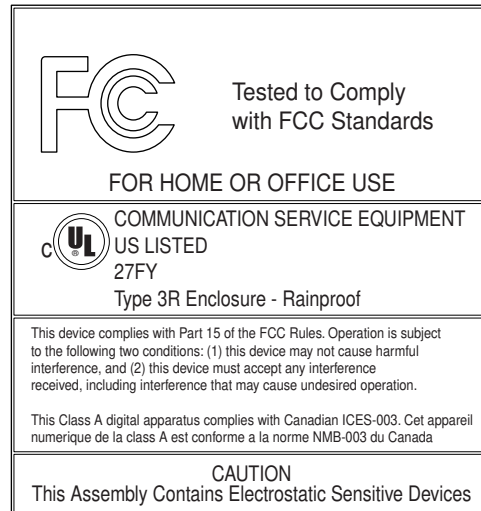 FC
Tested to Comply
with FCC Standards
FOR HOME OR OFFICE USE
C UL ®
COMMUNICATION SERVICE EQUIPMENT
US LISTED
27FY
Type 3R Enclosure - Rainproof
This device complies with Part 15 of the FCC Rules. Operation is subject
to the following two conditions: (1) this device may not cause harmful
interference, and (2) this device must accept any interference
received, including interference that may cause undesired operation.
This Class A digital apparatus complies with Canadian ICES-003. Cet appareil
numerique de la class A est conforme a la norme NMB-003 du Canada
CAUTION
This Assembly Contains Electrostatic Sensitive Devices